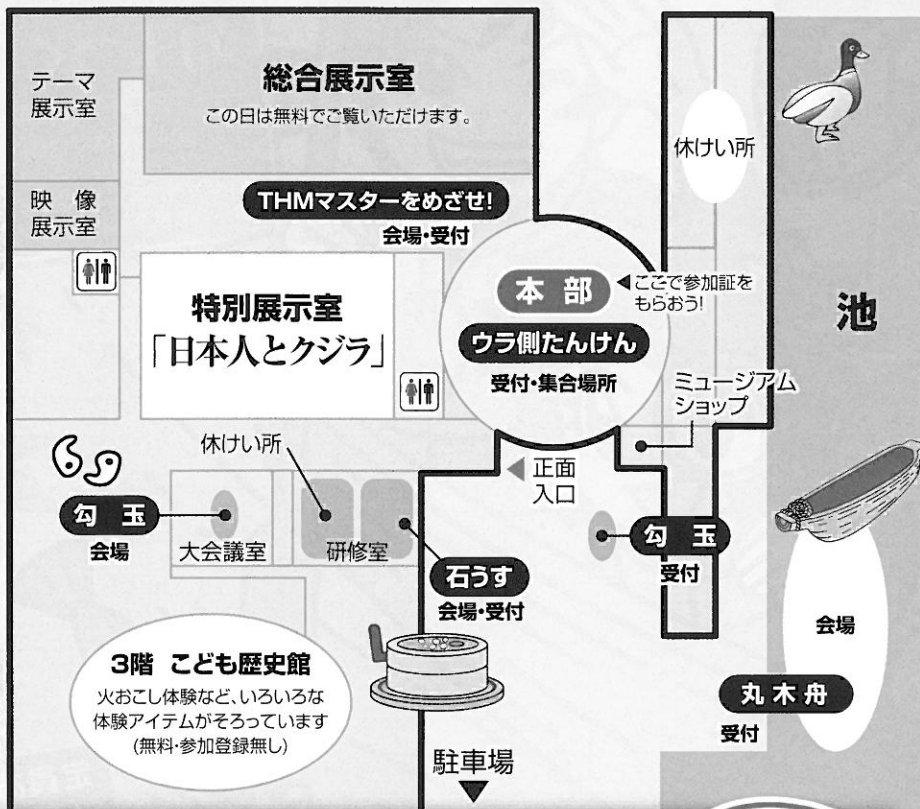 テーマ
展示室
総合展示室
この日は無料でご覧いただけます。
休けい所
映像
展示室
THMマスターをめざせ!
会場・受付
本部
ここで参加証を
もらおう!
ウラ側たんけん
受付・集合場所
池
特別展示室
「日本人とクジラ」
ミュージアム
ショップ
休けい所
正面
入口
勾玉
会場
大会議室
研修室
石うす
会場・受付
勾玉
受付
会場
丸木舟
受付
3階 こども歴史館
火おこし体験など、いろいろな
体験アイテムがそろっています
(無料・参加登録無し)
駐車場